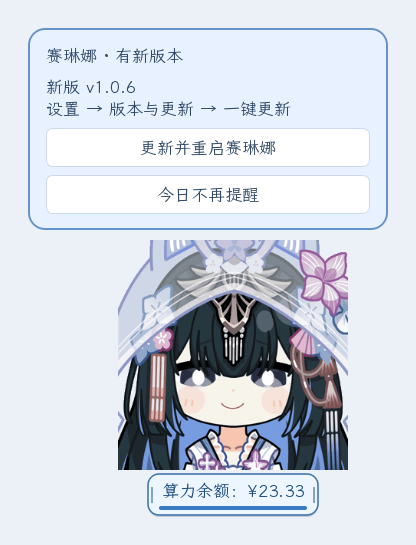 赛琳娜·有新版本
新版 v1.0.6
设置 → 版本与更新 → 一键更新
更新并重启赛琳娜
今日不再提醒
算力余额：¥23.33